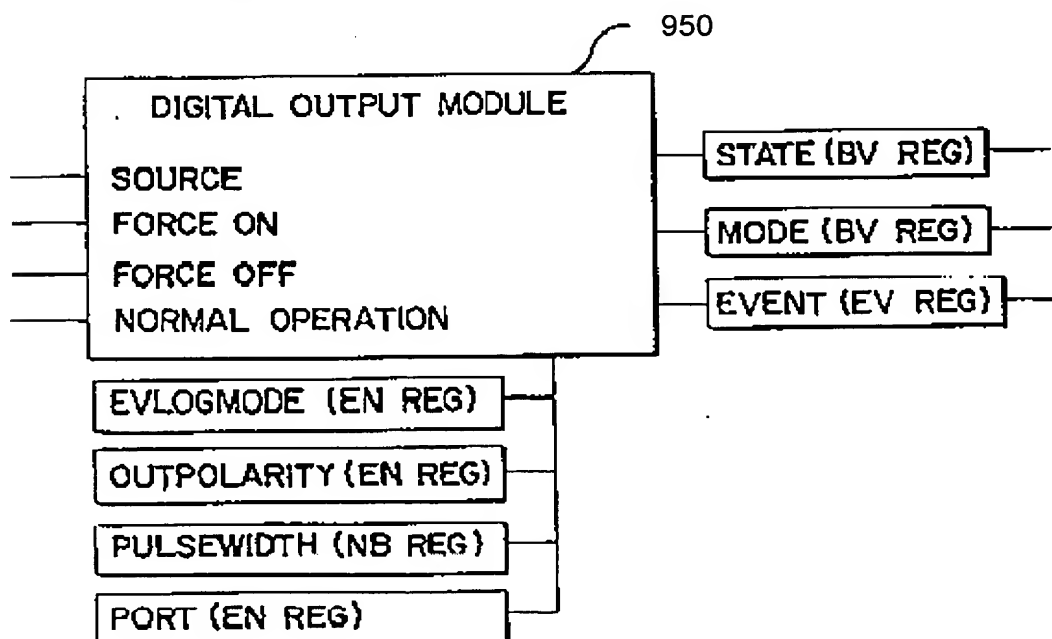 950
DIGITAL OUTPUT MODULE
SOURCE
FORCE ON
FORCE OFF
NORMAL OPERATION
STATE (BV REG)
MODE (BV REG)
EVENT (EV REG)
EVLOGMODE (EN REG)
OUTPOLARITY (EN REG)
PULSEWIDTH (NB REG)
PORT (EN REG)